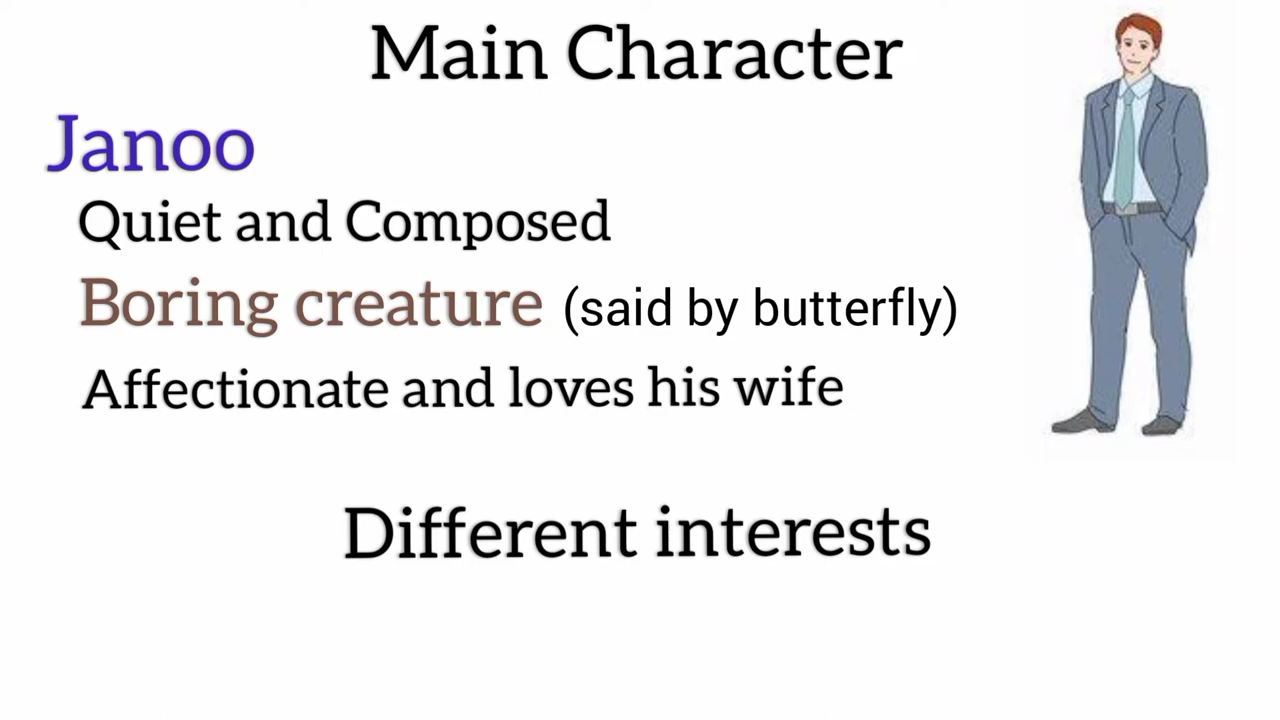 Main Character
Janoo
Quiet and Composed
Boring creature (said by butterfly)
Affectionate and loves his wife
Different interests